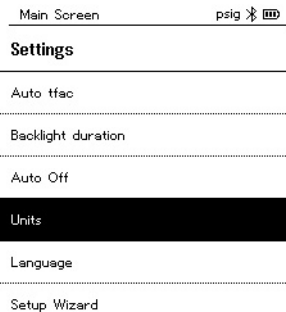 Main Screen psig
Settings
Auto tfac
Backlight duration
Auto Off
Units
Language
Setup Wizard